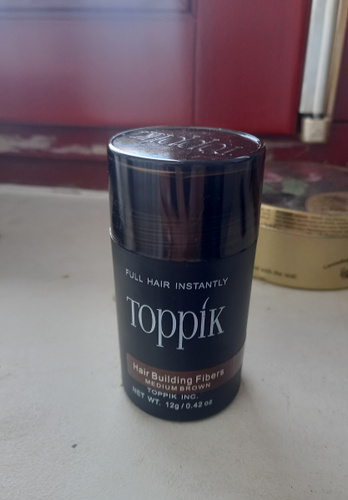 FULL HAIR INSTANTLY
TOPPIK
Hair Building Fibers
MEDIUM BROWN
TOPPIK INC.
NET WT. 12g / 0.42 oz